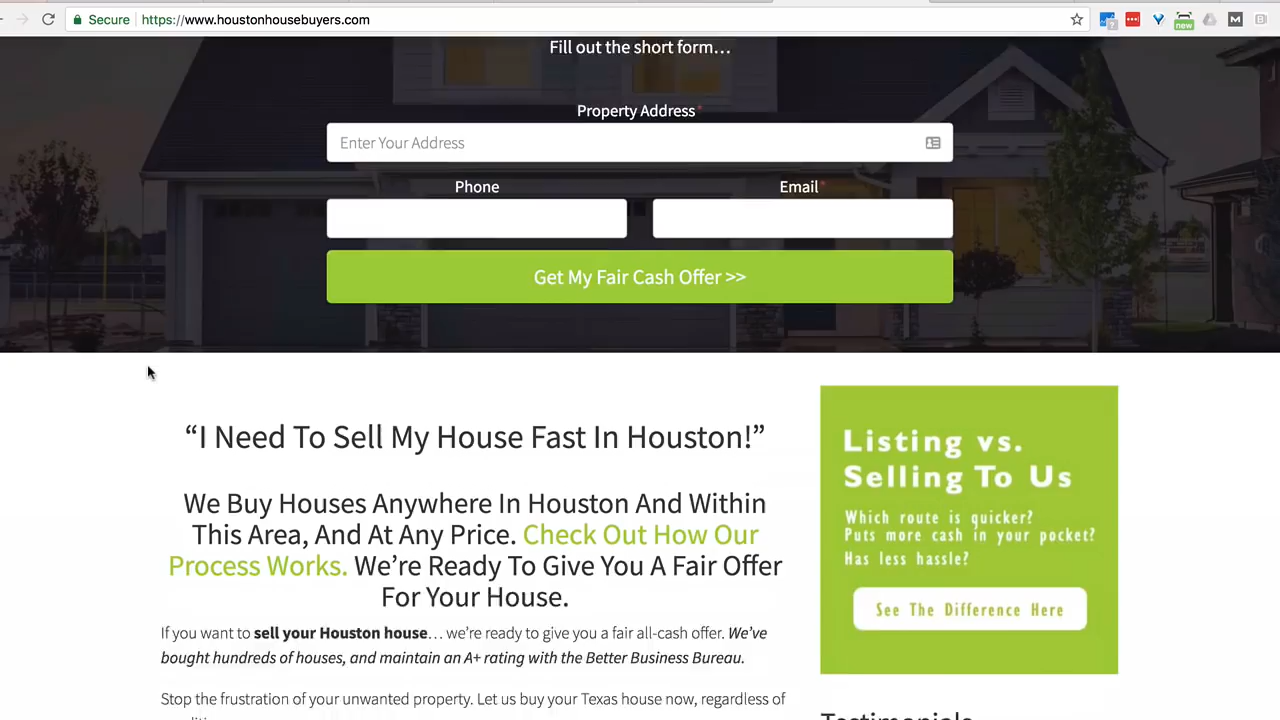 Secure https://www.houstonhousebuyers.com
new
Fill out the short form...
Property Address*
Enter Your Address
Phone
Email*
Get My Fair Cash Offer >>
“I Need To Sell My House Fast In Houston!”
We Buy Houses Anywhere In Houston And Within
This Area, And At Any Price. Check Out How Our
Process Works. We’re Ready To Give You A Fair Offer
For Your House.
If you want to sell your Houston house… we’re ready to give you a fair all-cash offer. We’ve
bought hundreds of houses, and maintain an A+ rating with the Better Business Bureau.
Stop the frustration of your unwanted property. Let us buy your Texas house now, regardless of
Listing vs.
Selling To Us
Which route is quicker?
Puts more cash in your pocket?
Has less hassle?
See The Difference Here
Testimonials